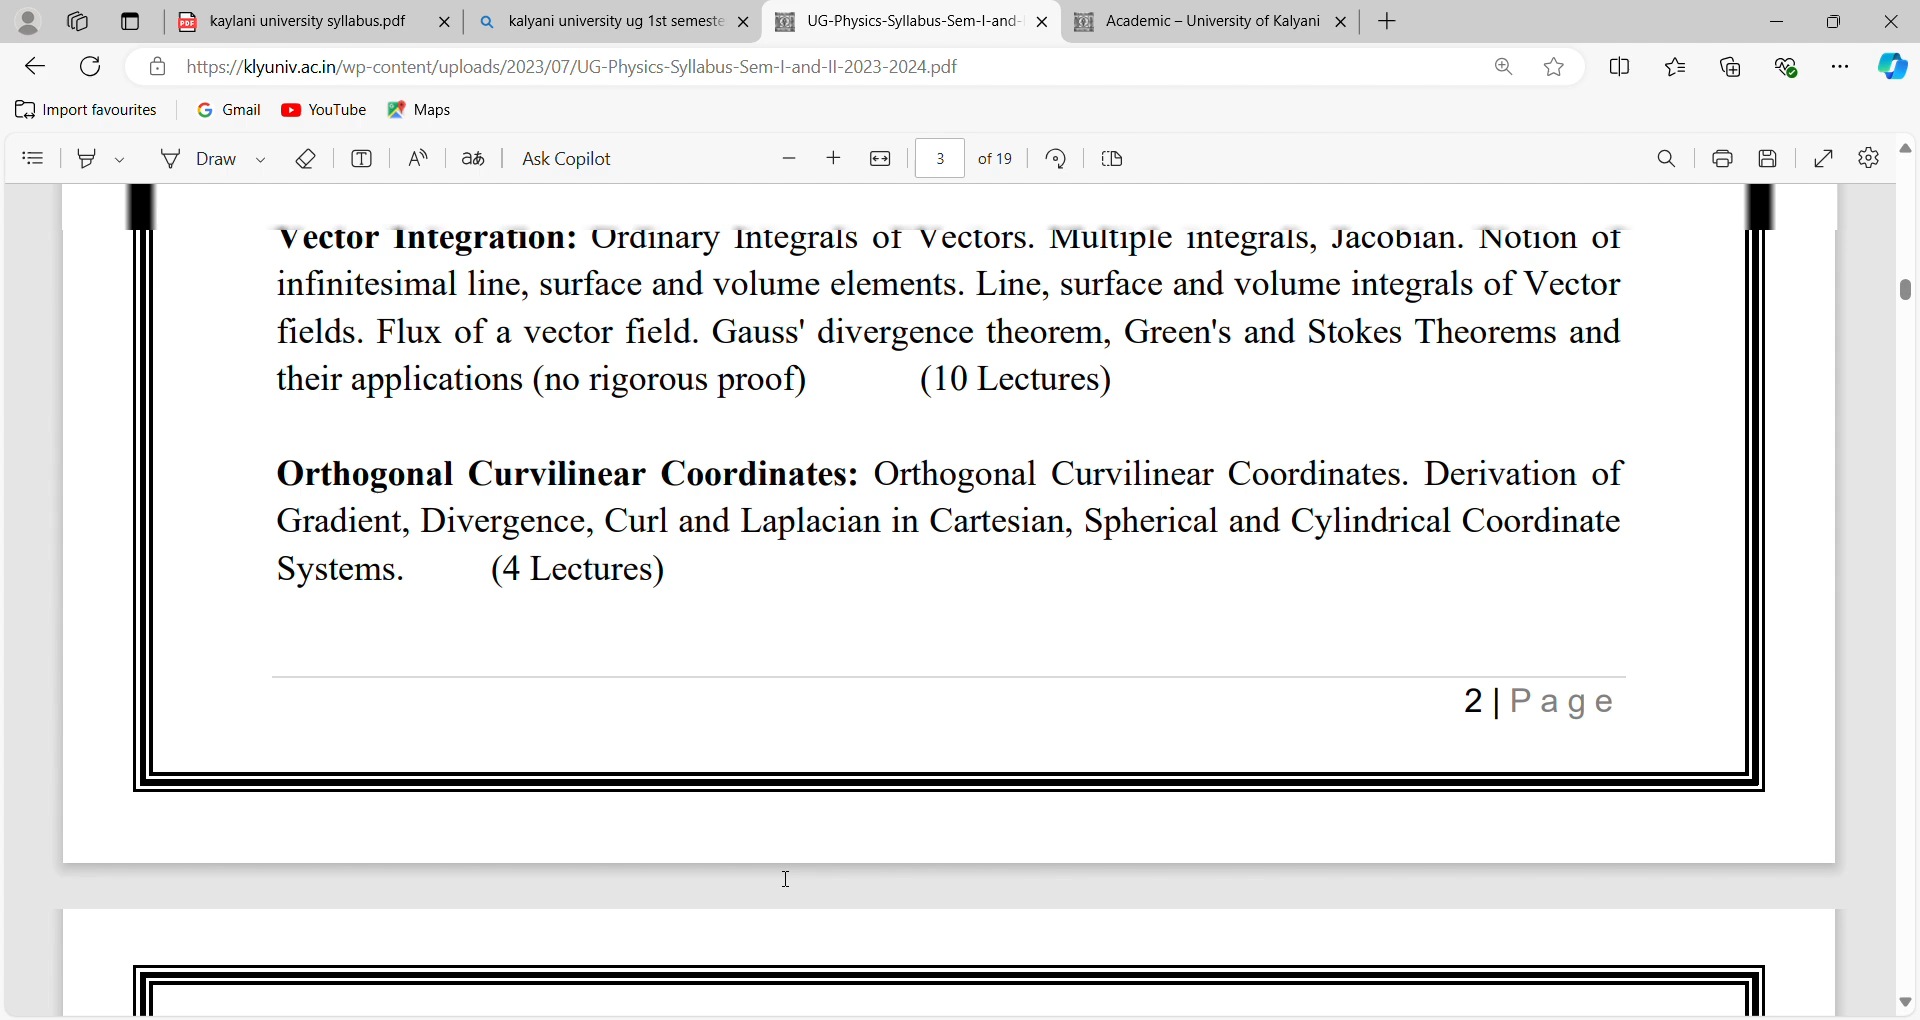 kaylani university syllabus.pdf
kalyani university ug 1st semeste
UG-Physics-Syllabus-Sem-I-and-
Academic – University of Kalyani
https://klyuniv.ac.in/wp-content/uploads/2023/07/UG-Physics-Syllabus-Sem-I-and-II-2023-2024.pdf
Import favourites
Gmail
YouTube
Maps
Draw
Ask Copilot
3 of 19
Vector Integration: Ordinary Integrals of Vectors. Multiple integrals, Jacobian. Notion of
infinitesimal line, surface and volume elements. Line, surface and volume integrals of Vector
fields. Flux of a vector field. Gauss' divergence theorem, Green's and Stokes Theorems and
their applications (no rigorous proof) (10 Lectures)
Orthogonal Curvilinear Coordinates: Orthogonal Curvilinear Coordinates. Derivation of
Gradient, Divergence, Curl and Laplacian in Cartesian, Spherical and Cylindrical Coordinate
Systems. (4 Lectures)
2 | P a g e